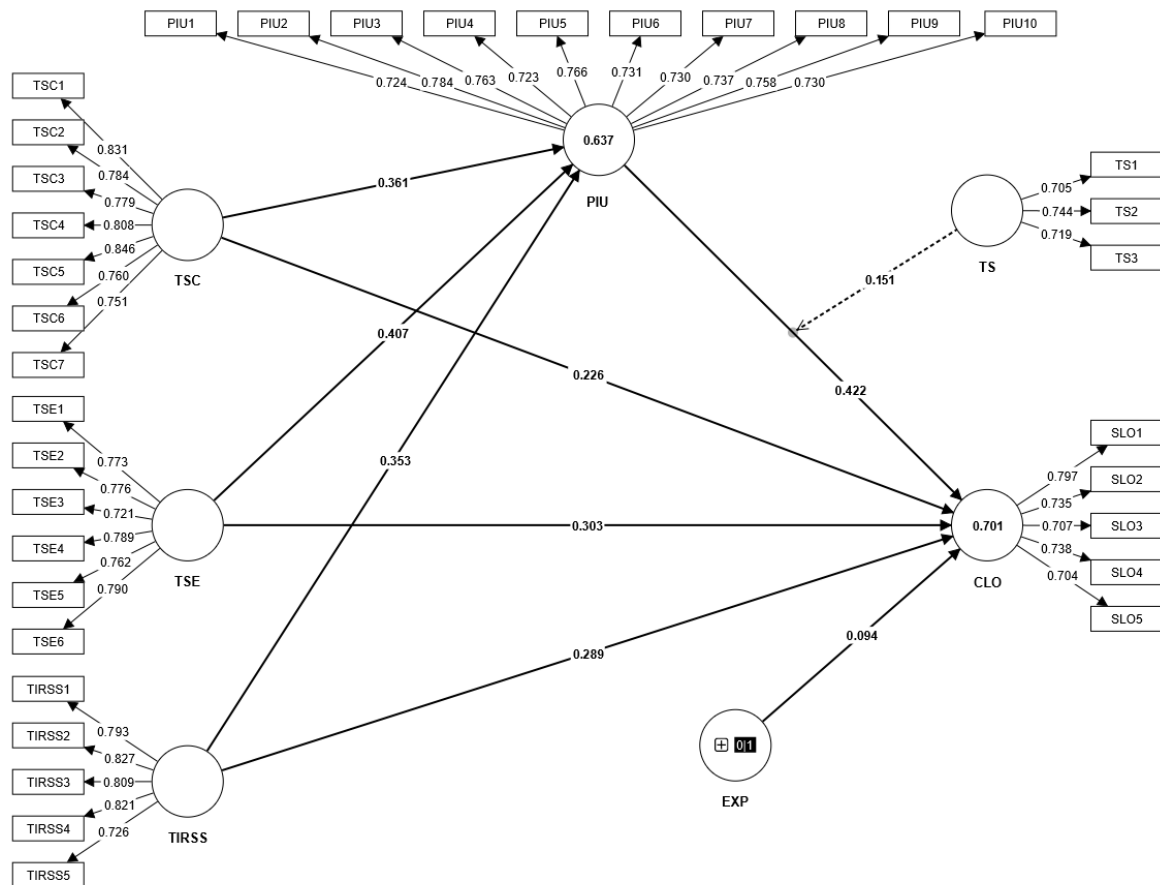 PIU1 PIU2 PIU3 PIU4 PIU5 PIU6 PIU7 PIU8 PIU9 PIU10
0.724 0.784 0.763 0.723 0.766 0.731 0.730 0.737 0.758 0.730
0.637
PIU
TSC1
TSC2
TSC3
TSC4
TSC5
TSC6
TSC7
0.831
0.784
0.779
0.808
0.846
0.760
0.751
TSC
0.361
0.407
0.226
0.353
TS
0.705
0.744
0.719
TS1
TS2
TS3
0.151
0.422
TSE1
TSE2
TSE3
TSE4
TSE5
TSE6
0.773
0.776
0.721
0.789
0.762
0.790
TSE
0.303
0.289
0.094
0.701
CLO
0.797
0.735
0.707
0.738
0.704
SLO1
SLO2
SLO3
SLO4
SLO5
TIRSS1
TIRSS2
TIRSS3
TIRSS4
TIRSS5
0.793
0.827
0.809
0.821
0.726
TIRSS
0|1
EXP